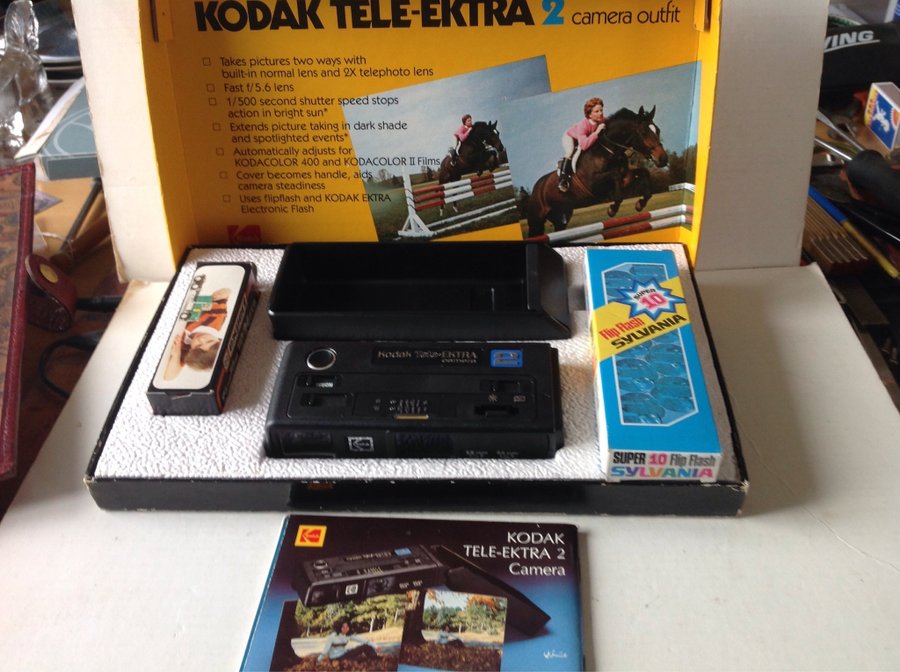 KODAK TELE-EKTRA 2 camera outfit
Takes pictures two ways with
built-in normal lens and 2X telephoto lens
Fast f/5.6 lens
1/500 second shutter speed stops
action in bright sun*
Extends picture taking in dark shade
and spotlighted events*
Automatically adjusts for
KODACOLOR 400 and KODACOLOR II Films
Cover becomes handle, aids
camera steadiness
Uses flipflash and KODAK EKTRA
Electronic Flash
Kodak TELE-EKTRA 2
camera
Kodak
SUPER
10
Flip Flash
SYLVANIA
SUPER 10 Flip Flash
SYLVANIA
KODAK
TELE-EKTRA 2
Camera